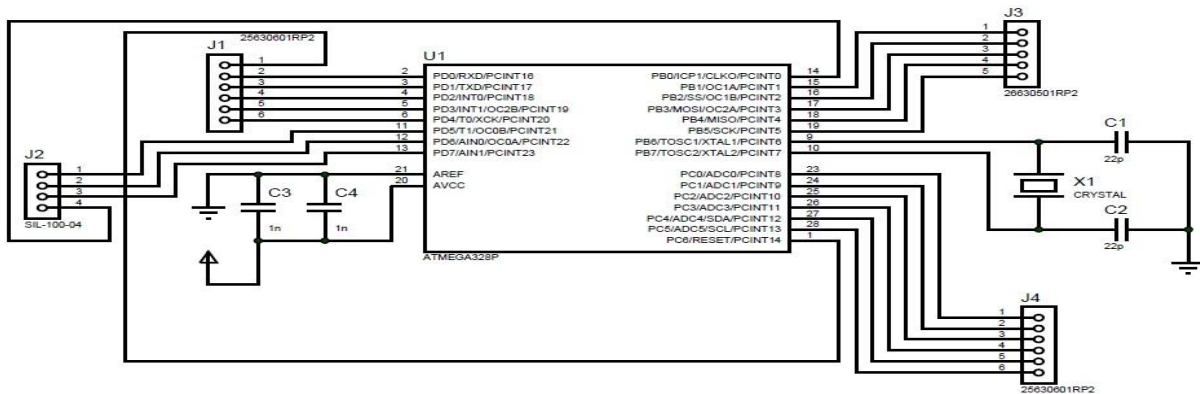 J1
25630601RP2
1
2
3
4
5
6
J2
1
2
3
4
SIL-100-04
U1
2 PD0/RXD/PCINT16
3 PD1/TXD/PCINT17
4 PD2/INT0/PCINT18
5 PD3/INT1/OC2B/PCINT19
6 PD4/T0/XCK/PCINT20
11 PD5/T1/OC0B/PCINT21
12 PD6/AIN0/OC0A/PCINT22
13 PD7/AIN1/PCINT23
21 AREF
20 AVCC
PB0/ICP1/CLKO/PCINT0 14
PB1/OC1A/PCINT1 15
PB2/SS/OC1B/PCINT2 16
PB3/MOSI/OC2A/PCINT3 17
PB4/MISO/PCINT4 18
PB5/SCK/PCINT5 19
PB6/TOSC1/XTAL1/PCINT6 9
PB7/TOSC2/XTAL2/PCINT7 10
PC0/ADC0/PCINT8 23
PC1/ADC1/PCINT9 24
PC2/ADC2/PCINT10 25
PC3/ADC3/PCINT11 26
PC4/ADC4/SDA/PCINT12 27
PC5/ADC5/SCL/PCINT13 28
PC6/RESET/PCINT14 1
ATMEGA328P
C3
1n
C4
1n
J3
1
2
3
4
5
26630501RP2
C1
22p
X1
CRYSTAL
C2
22p
J4
1
2
3
4
5
6
25630601RP2